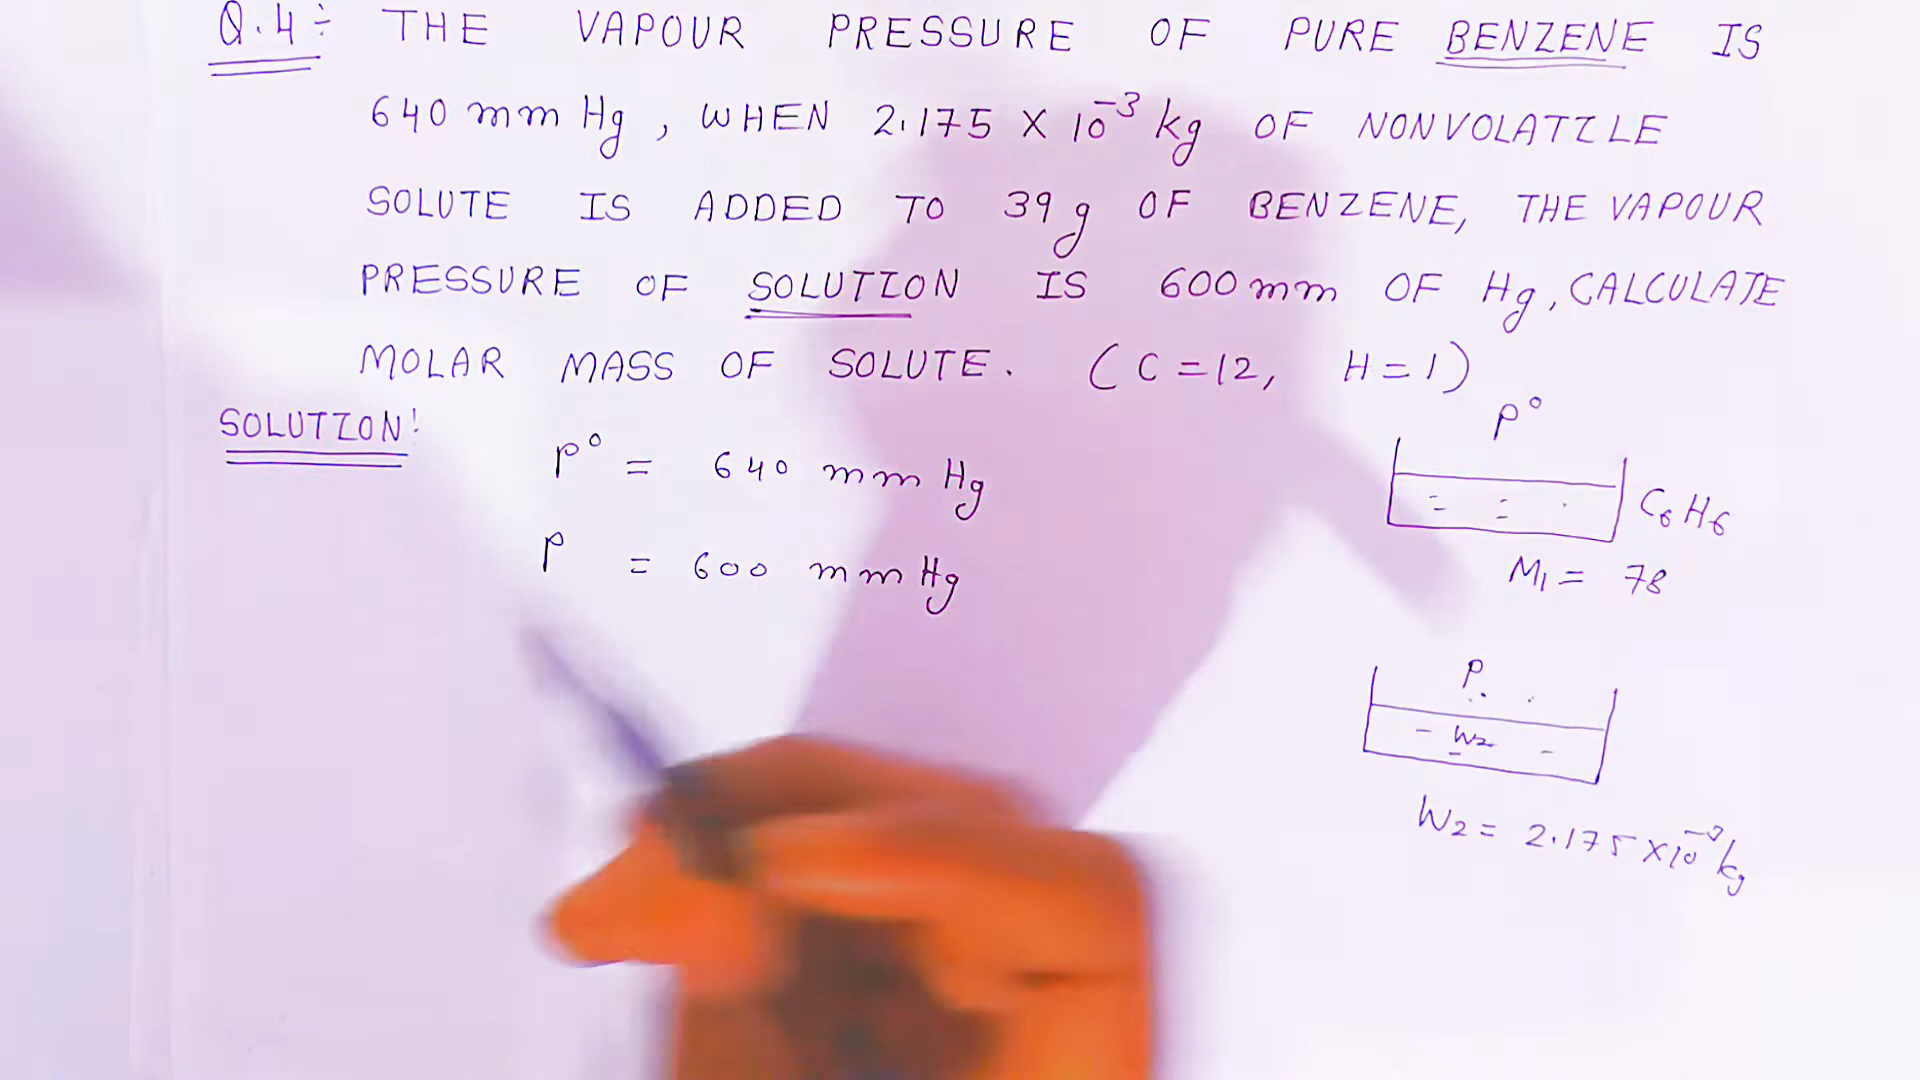 Q.4÷ THE VAPOUR PRESSURE OF PURE BENZENE IS
640 mm Hg, WHEN 2.175 X 10⁻³ kg OF NONVOLATILE
SOLUTE IS ADDED TO 39 g OF BENZENE, THE VAPOUR
PRESSURE OF SOLUTION IS 600 mm OF Hg, CALCULATE
MOLAR MASS OF SOLUTE. (C=12, H=1)
SOLUTION!
P° = 640 mm Hg
P = 600 mm Hg
P°
C₆H₆
M₁ = 78
P
W₂
W₂ = 2.175 X 10⁻³ kg